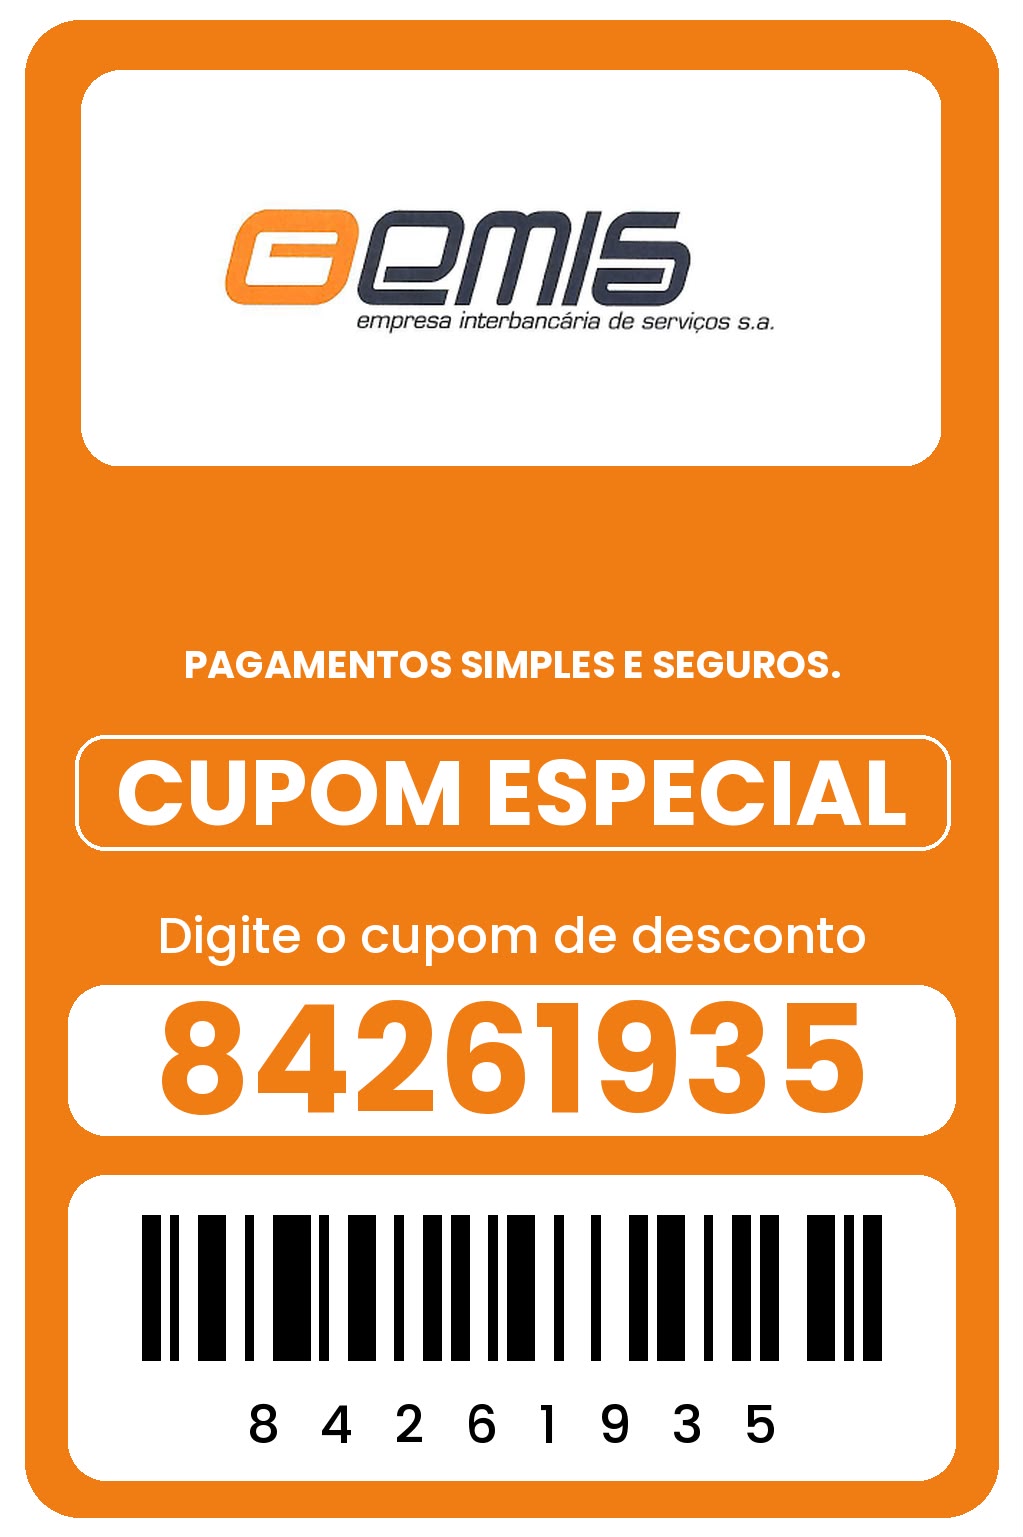 emis
empresa interbancária de serviços s.a.
PAGAMENTOS SIMPLES E SEGUROS.
CUPOM ESPECIAL
Digite o cupom de desconto
84261935
8 4 2 6 1 9 3 5